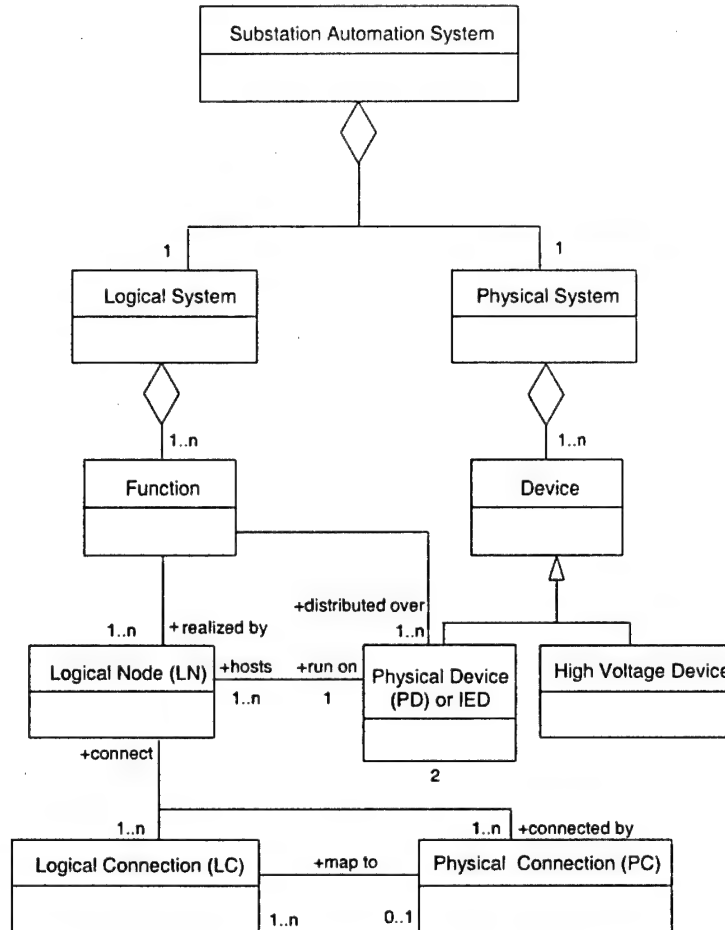 Substation Automation System
1
1
Logical System
Physical System
1..n
1..n
Function
Device
+distributed over
1..n
+realized by
1..n
Logical Node (LN)
+hosts
+run on
1..n
1
Physical Device
(PD) or IED
High Voltage Device
+connect
2
1..n
1..n
+connected by
Logical Connection (LC)
+map to
Physical Connection (PC)
1..n
0..1